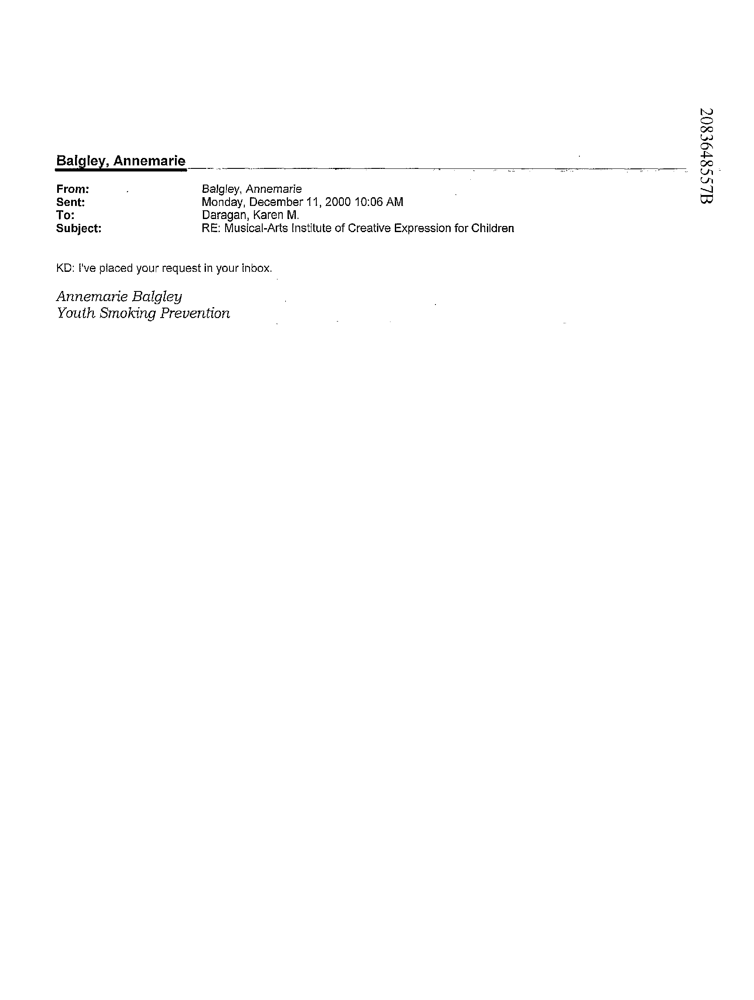 2083648557B
Balgley, Annemarie
From: Balgley, Annemarie
Sent: Monday, December 11, 2000 10:06 AM
To: Daragan, Karen M.
Subject: RE: Musical-Arts Institute of Creative Expression for Children
KD: I've placed your request in your inbox.
Annemarie Balgley
Youth Smoking Prevention